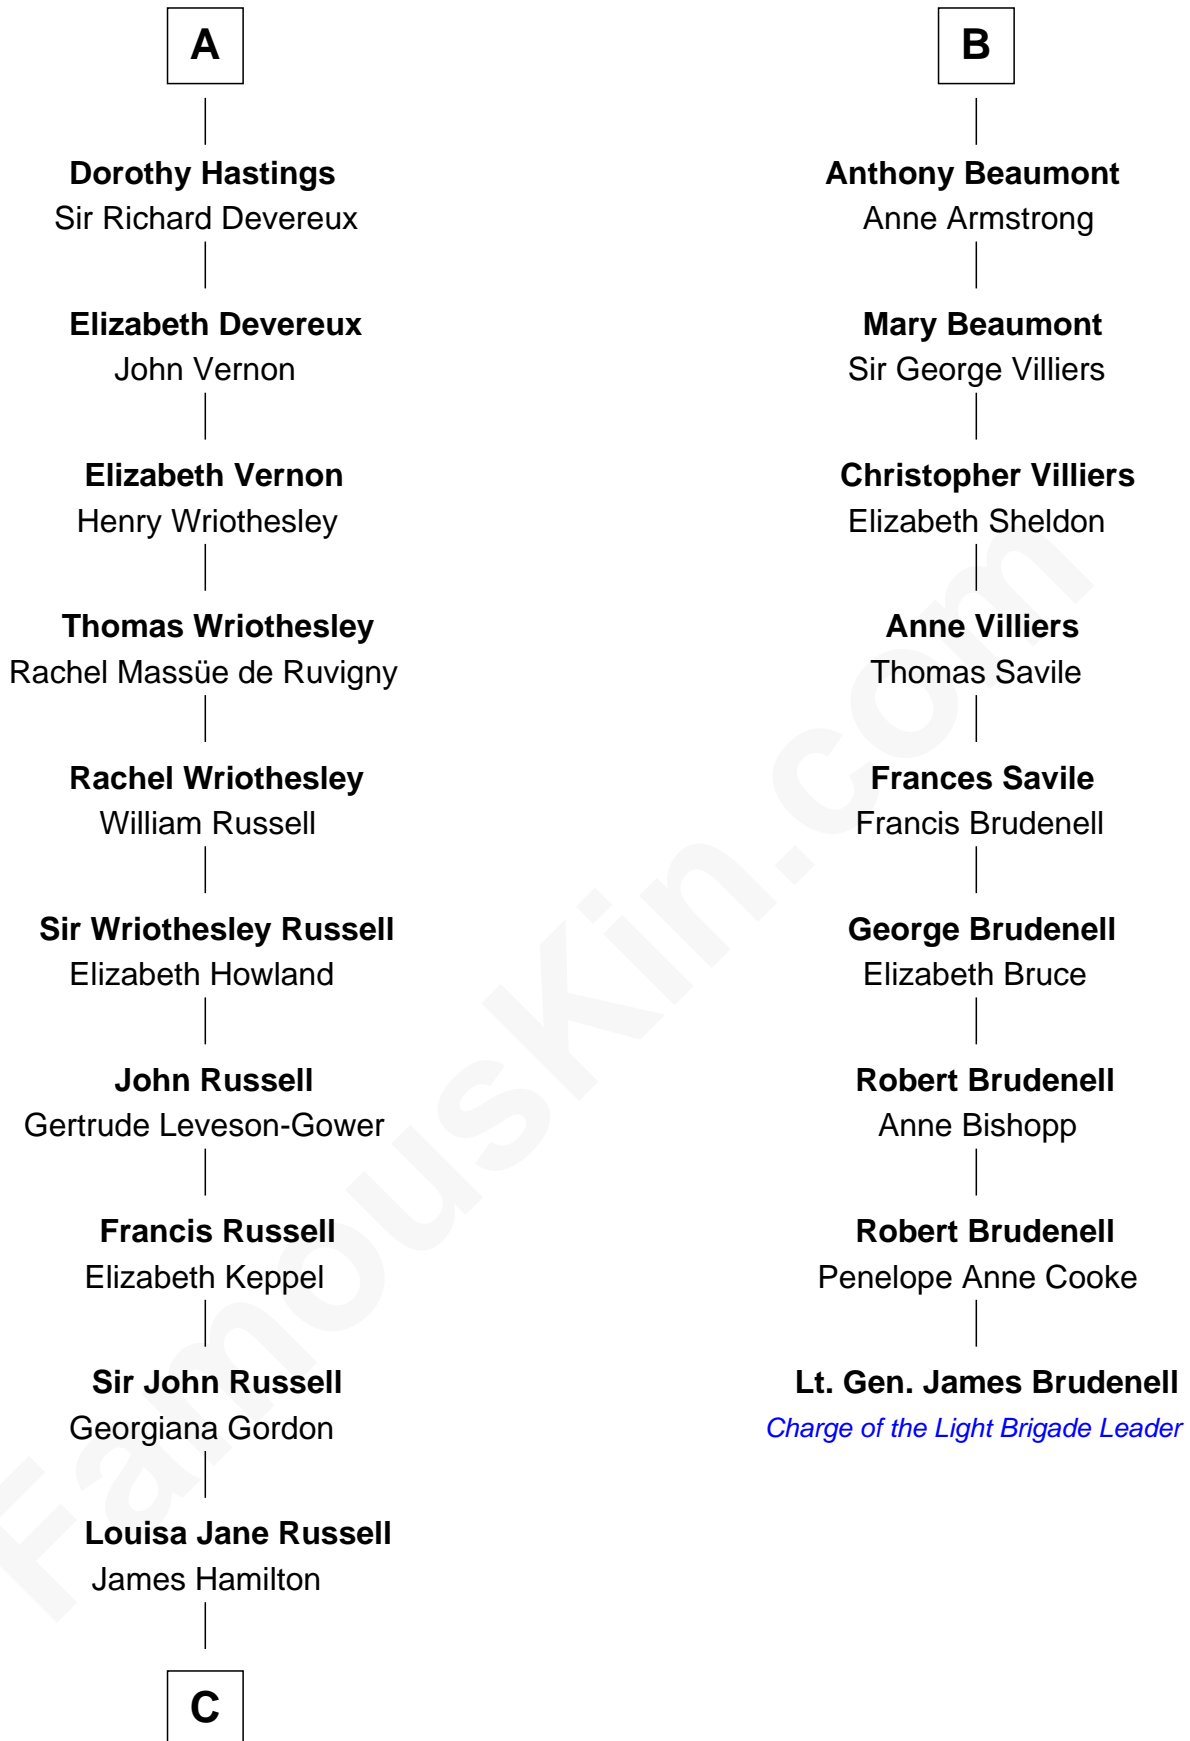 A
Dorothy Hastings
Sir Richard Devereux
Elizabeth Devereux
John Vernon
Elizabeth Vernon
Henry Wriothesley
Thomas Wriothesley
Rachel Massüe de Ruvigny
Rachel Wriothesley
William Russell
Sir Wriothesley Russell
Elizabeth Howland
John Russell
Gertrude Leveson-Gower
Francis Russell
Elizabeth Keppel
Sir John Russell
Georgiana Gordon
Louisa Jane Russell
James Hamilton
C
B
Anthony Beaumont
Anne Armstrong
Mary Beaumont
Sir George Villiers
Christopher Villiers
Elizabeth Sheldon
Anne Villiers
Thomas Savile
Frances Savile
Francis Brudenell
George Brudenell
Elizabeth Bruce
Robert Brudenell
Anne Bishopp
Robert Brudenell
Penelope Anne Cooke
Lt. Gen. James Brudenell
Charge of the Light Brigade Leader
FamousKin.com